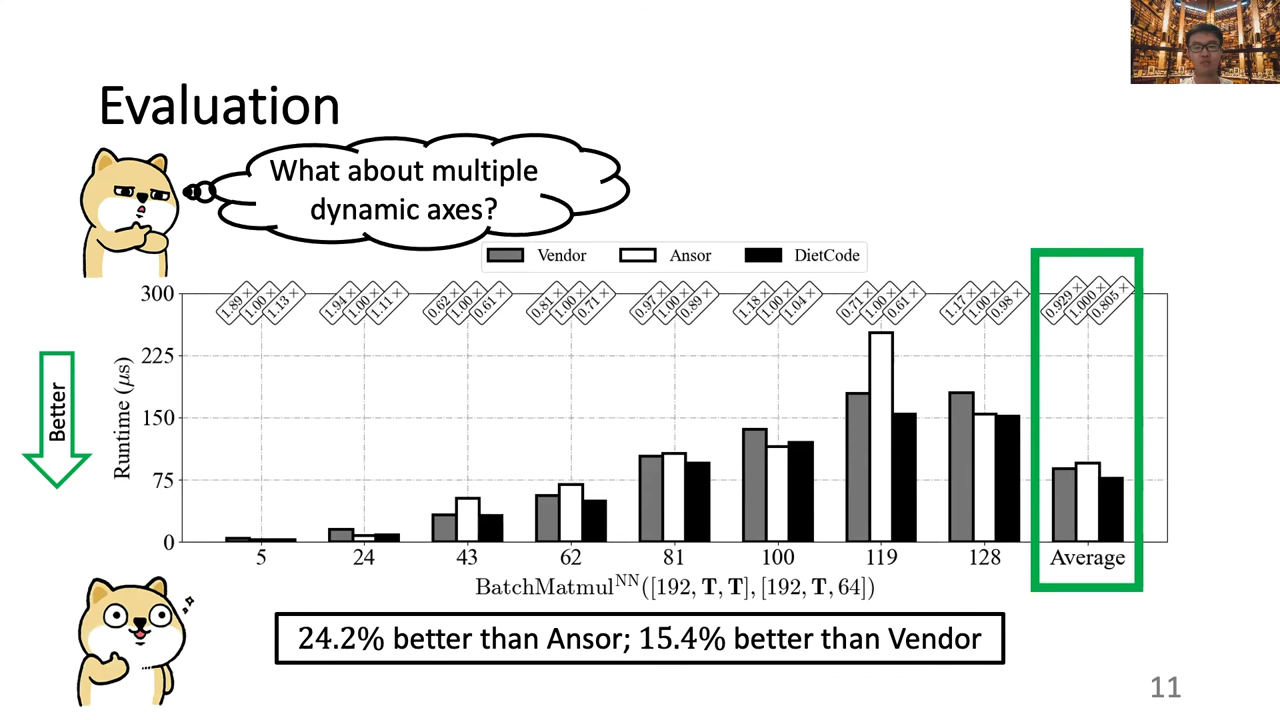 Evaluation
What about multiple
dynamic axes?
Vendor Ansor DietCode
1.89× 1.00× 1.13× 1.94× 1.00× 1.11× 0.62× 1.00× 0.61× 0.81× 1.00× 0.71× 0.97× 1.00× 0.89× 1.18× 1.00× 1.04× 0.71× 1.00× 0.61× 1.17× 1.00× 0.98× 0.929× 1.000× 0.805×
300
225
150
75
0
Runtime (μs)
Better
5 24 43 62 81 100 119 128 Average
BatchMatmul^NN([192, T, T], [192, T, 64])
24.2% better than Ansor; 15.4% better than Vendor
11